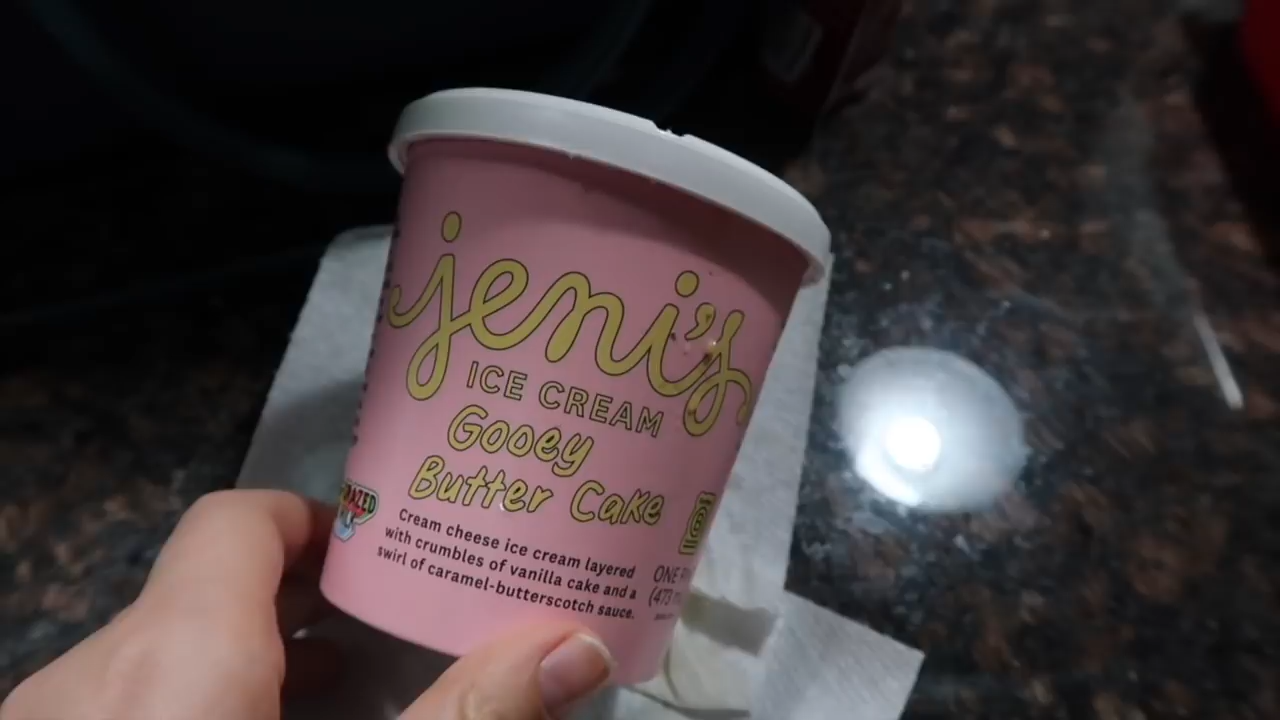 jeni's
ICE CREAM
Gooey
Butter Cake
Cream cheese ice cream layered
with crumbles of vanilla cake and a
swirl of caramel-butterscotch sauce.
B
ONE
(473